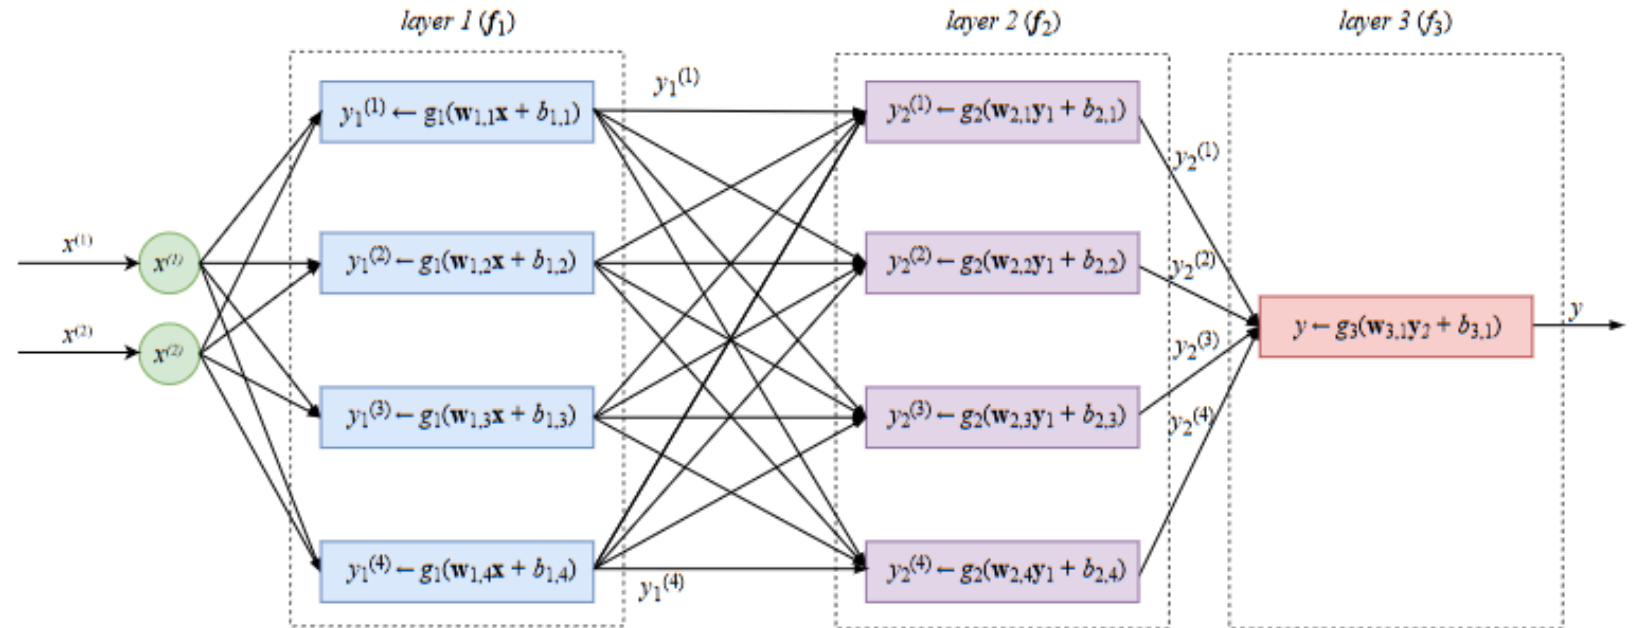 layer 1 (f₁)
layer 2 (f₂)
layer 3 (f₃)
y₁⁽¹⁾ ← g₁(w₁,₁x + b₁,₁)
y₁⁽¹⁾
y₂⁽¹⁾ ← g₂(w₂,₁y₁ + b₂,₁)
y₂⁽¹⁾
x⁽¹⁾
x⁽¹⁾
y₁⁽²⁾ ← g₁(w₁,₂x + b₁,₂)
y₂⁽²⁾ ← g₂(w₂,₂y₁ + b₂,₂)
y₂⁽²⁾
x⁽²⁾
x⁽²⁾
y ← g₃(w₃,₁y₂ + b₃,₁)
y
y₂⁽³⁾
y₁⁽³⁾ ← g₁(w₁,₃x + b₁,₃)
y₂⁽³⁾ ← g₂(w₂,₃y₁ + b₂,₃)
y₂⁽⁴⁾
y₁⁽⁴⁾ ← g₁(w₁,₄x + b₁,₄)
y₁⁽⁴⁾
y₂⁽⁴⁾ ← g₂(w₂,₄y₁ + b₂,₄)